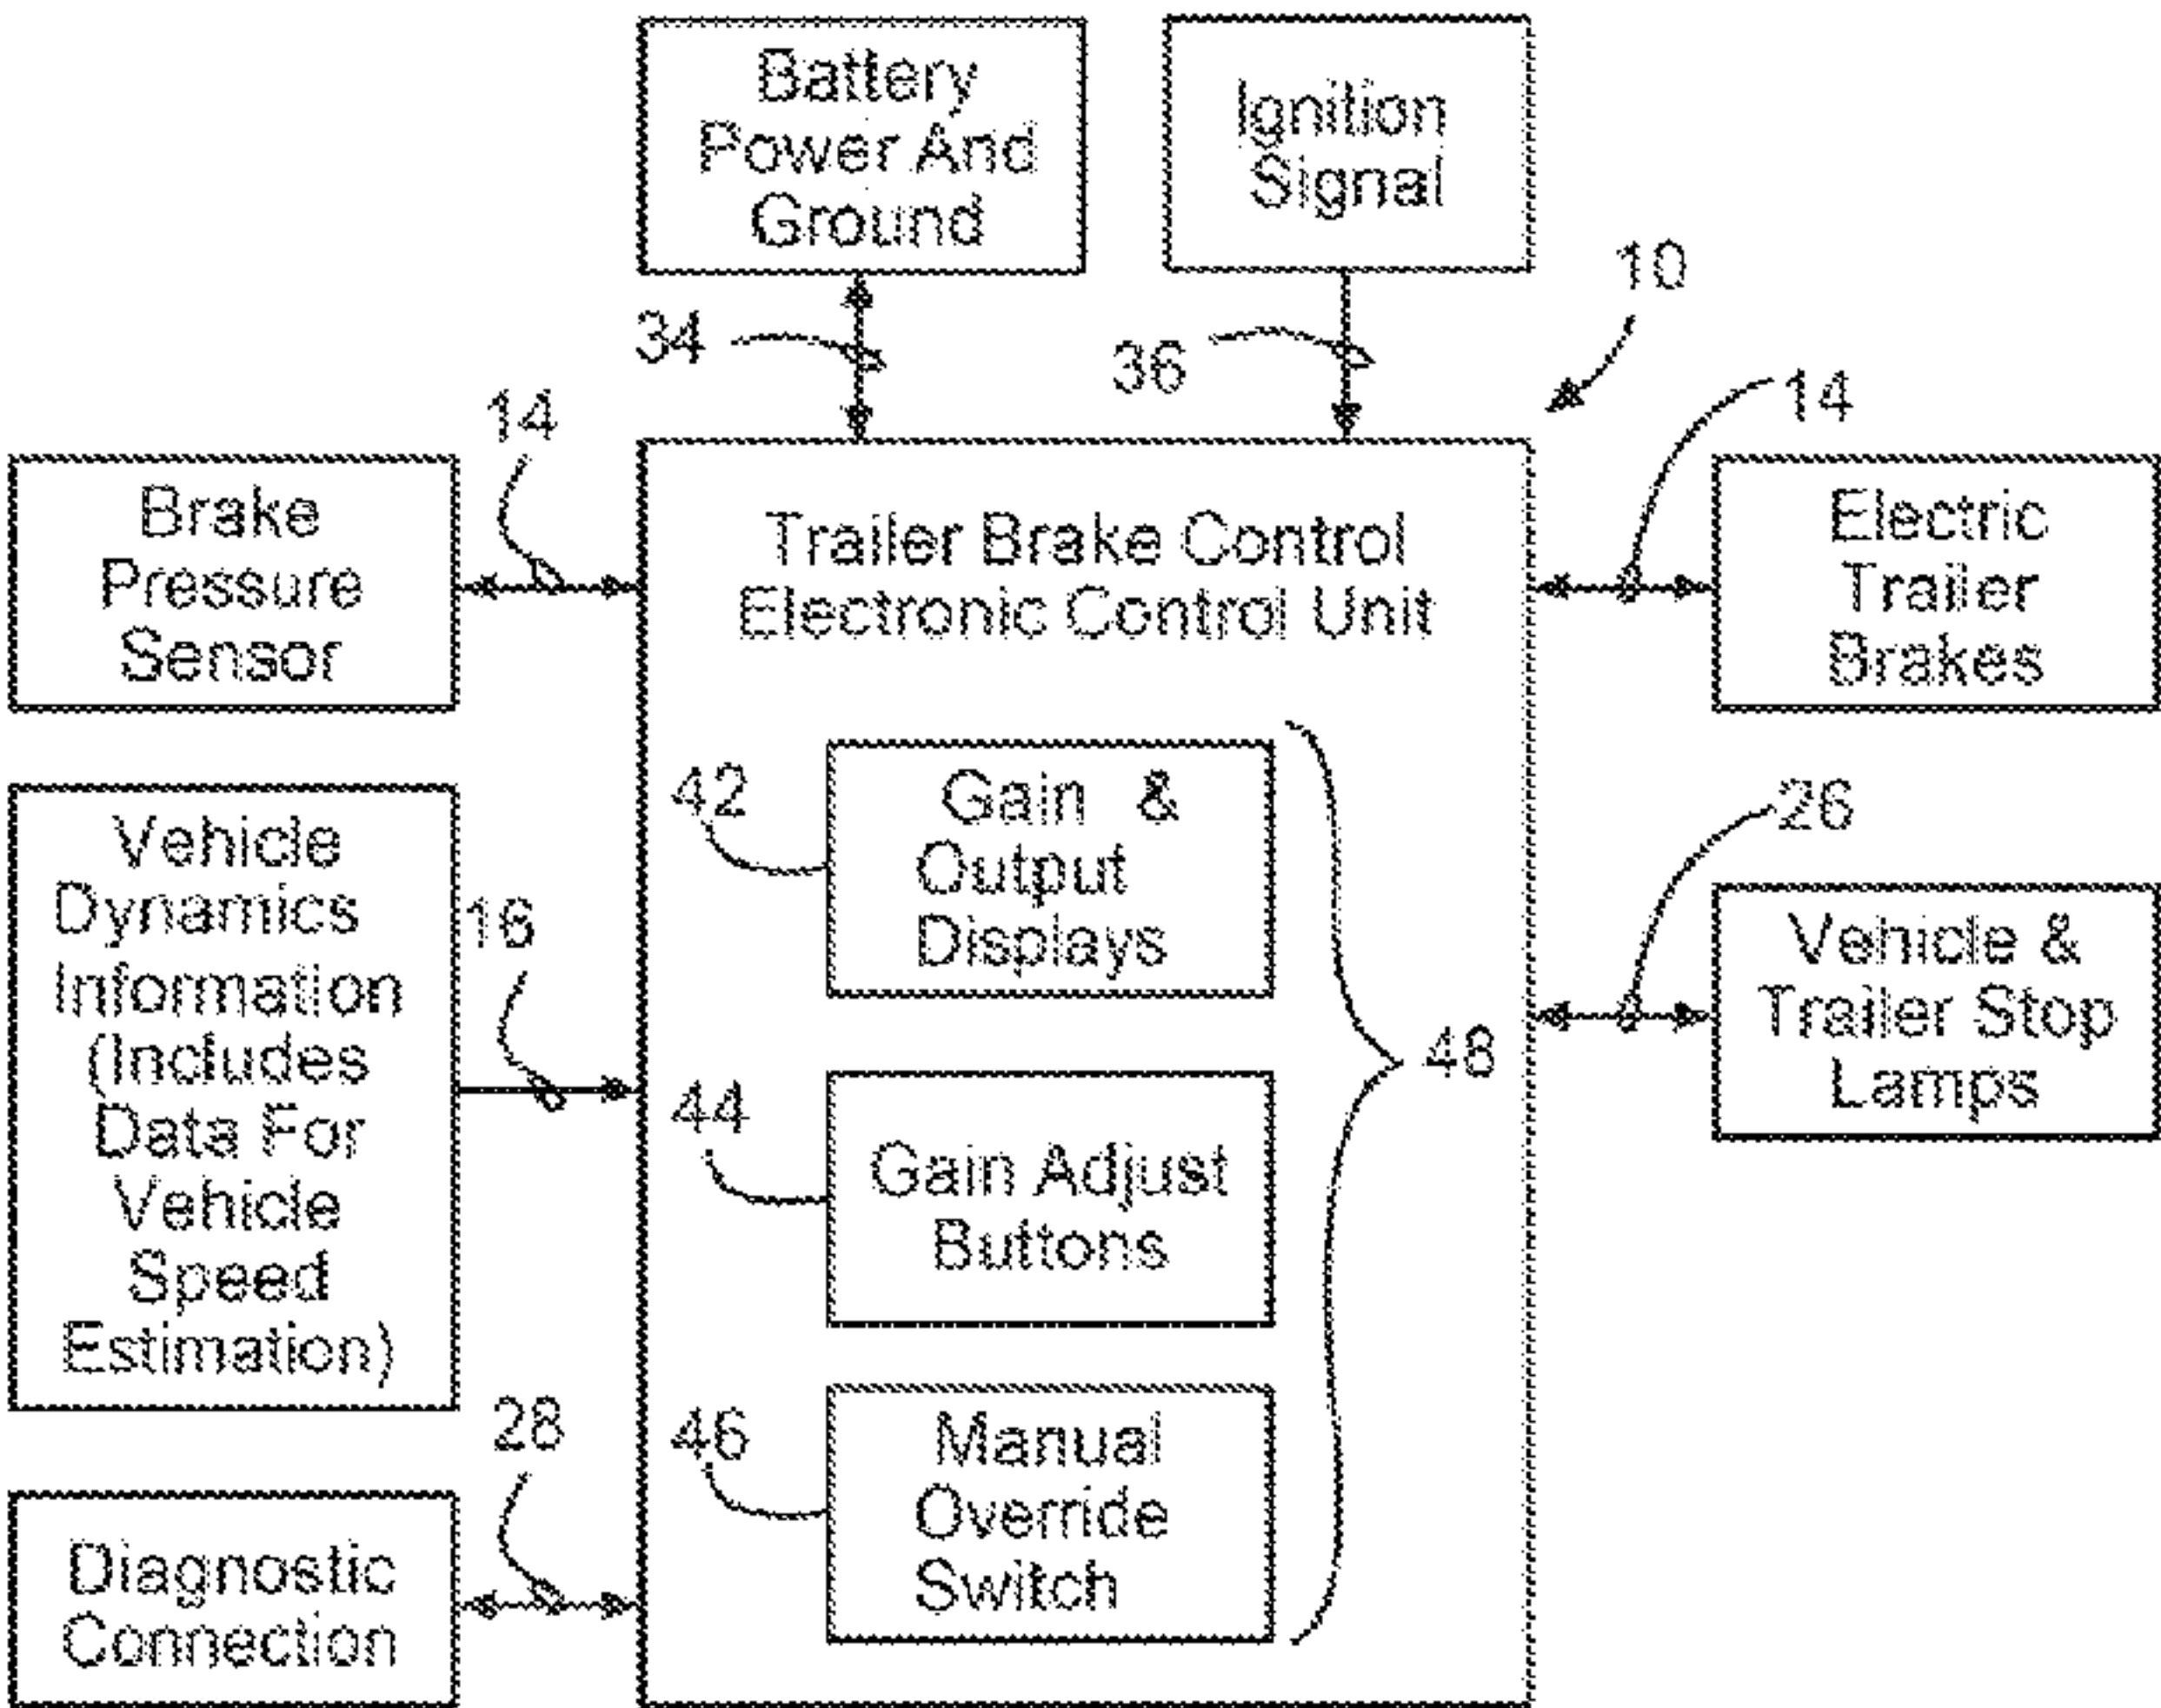 Battery
Power And
Ground
Ignition
Signal
10
34
36
14
14
Brake
Pressure
Sensor
Trailer Brake Control
Electronic Control Unit
Electric
Trailer
Brakes
42
Gain &
Output
Displays
26
Vehicle
Dynamics
Information
(Includes
Data For
Vehicle
Speed
Estimation)
16
Vehicle &
Trailer Stop
Lamps
48
44
Gain Adjust
Buttons
28
46
Manual
Override
Switch
Diagnostic
Connection